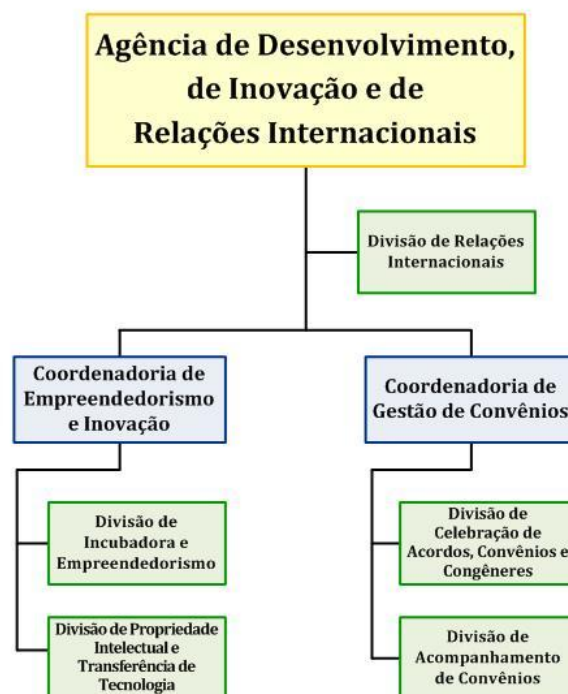 Agência de Desenvolvimento,
de Inovação e de
Relações Internacionais
Divisão de Relações
Internacionais
Coordenadoria de
Empreendedorismo
e Inovação
Coordenadoria de
Gestão de Convênios
Divisão de
Incubadora e
Empreendedorismo
Divisão de
Celebração de
Acordos, Convênios e
Congêneres
Divisão de Propriedade
Intelectual e
Transferência de
Tecnologia
Divisão de
Acompanhamento
de Convênios